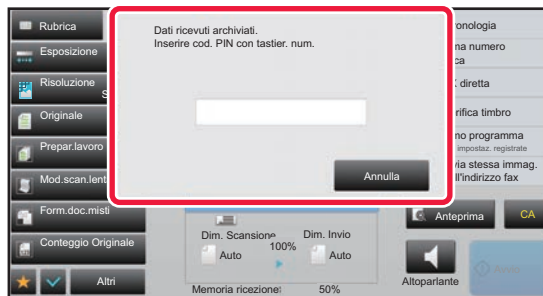 Rubrica
Esposizione
Risoluzione
S
Originale
Prepar.lavoro
Mod.scan.lent
Form.doc.misti
Conteggio Originale
Altri
Dati ricevuti archiviati.
Inserire cod. PIN con tastier. num.
Annulla
Dim. Scansione
100%
Dim. Invio
Auto
Auto
Memoria ricezione:
50%
ronologia
ma numero
ca
diretta
rifica timbro
no programma
impostaz. registrate
via stessa immag.
ll'indirizzo fax
Anteprima
CA
Altoparlante
Avvio